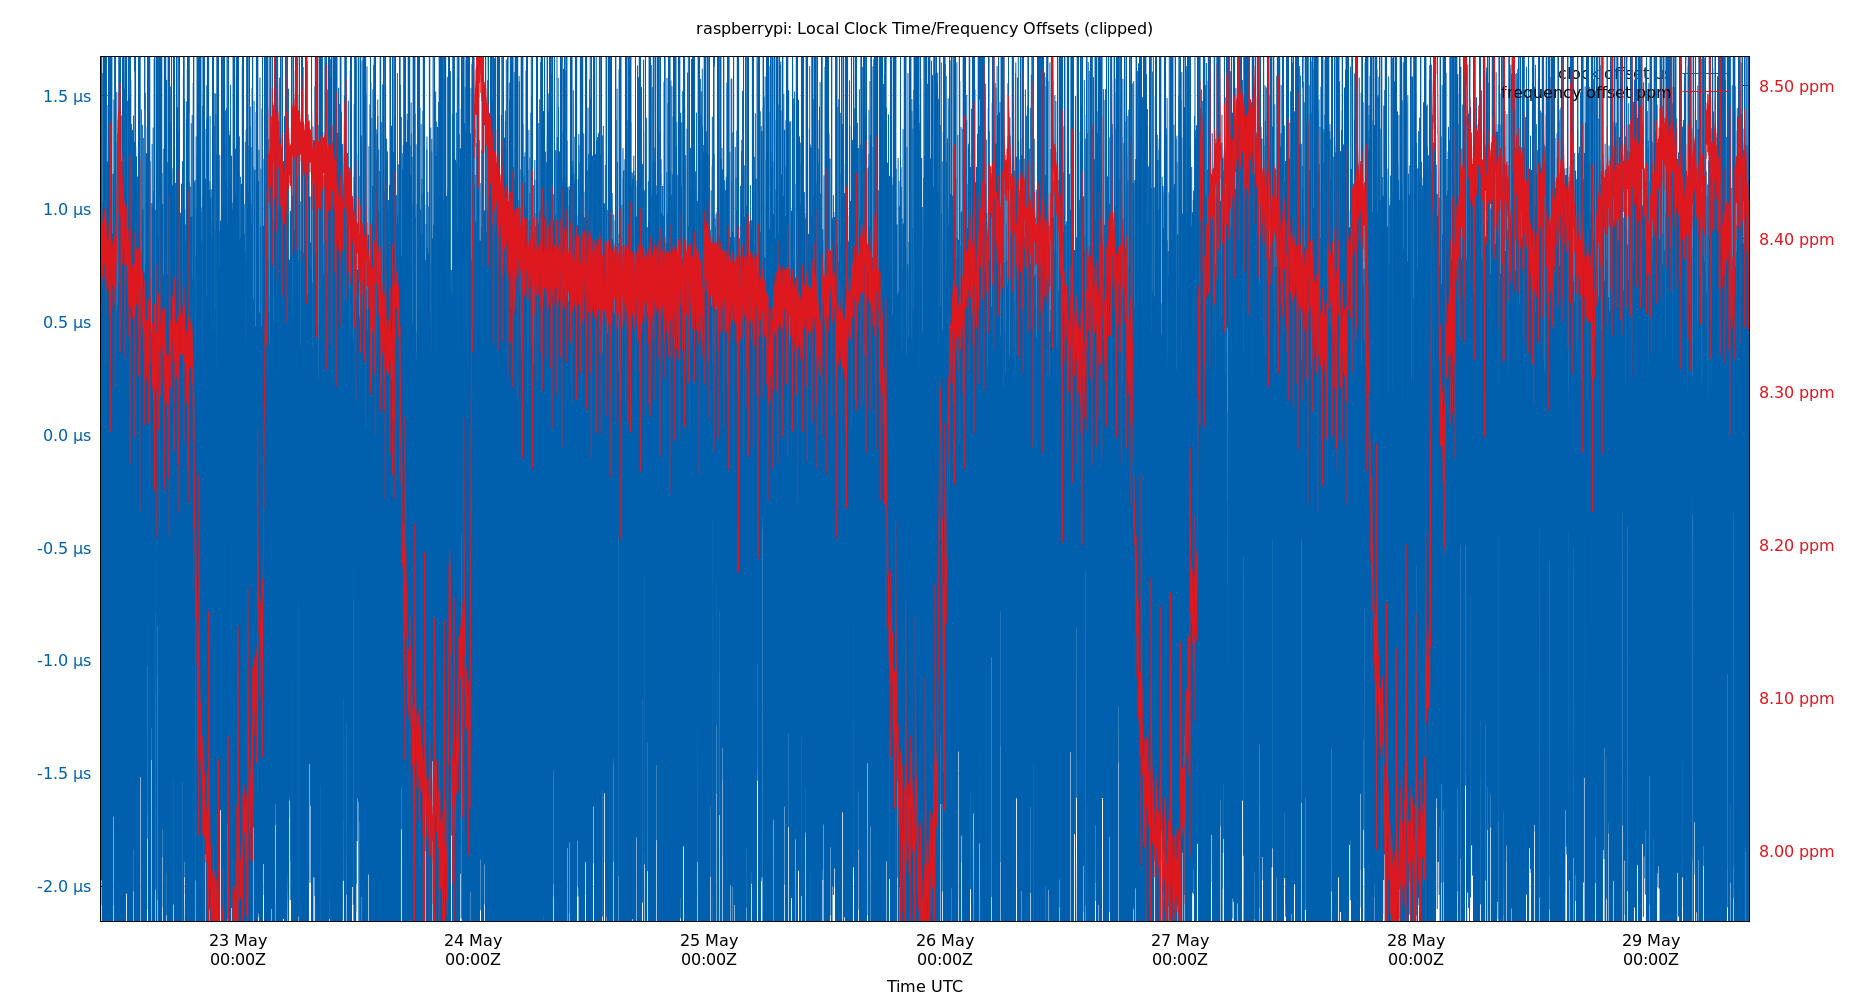 raspberrypi: Local Clock Time/Frequency Offsets (clipped)
clock offset µs
frequency offset ppm
1.5 µs
1.0 µs
0.5 µs
0.0 µs
-0.5 µs
-1.0 µs
-1.5 µs
-2.0 µs
8.50 ppm
8.40 ppm
8.30 ppm
8.20 ppm
8.10 ppm
8.00 ppm
23 May
00:00Z
24 May
00:00Z
25 May
00:00Z
26 May
00:00Z
27 May
00:00Z
28 May
00:00Z
29 May
00:00Z
Time UTC